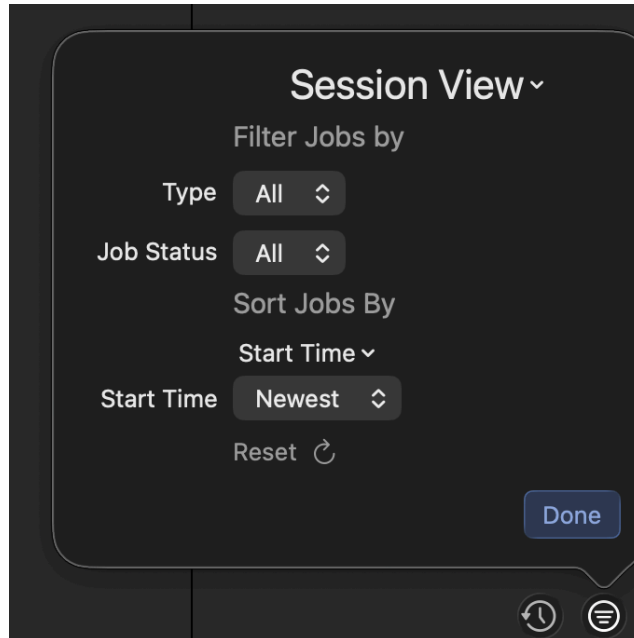 Session View
Filter Jobs by
Type All
Job Status All
Sort Jobs By
Start Time
Start Time Newest
Reset
Done